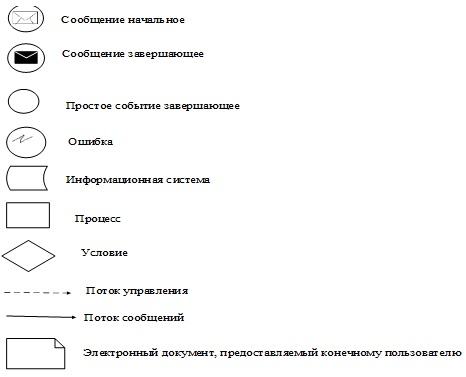 Сообщение начальное
Сообщение завершающее
Простое событие завершающее
Ошибка
Информационная система
Процесс
Условие
Поток управления
Поток сообщений
Электронный документ, предоставляемый конечному пользователю